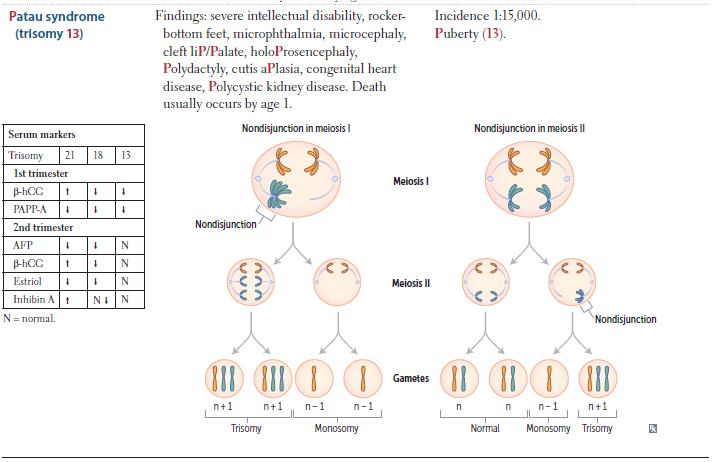 Patau syndrome
(trisomy 13)
Findings: severe intellectual disability, rocker-
bottom feet, microphthalmia, microcephaly,
cleft liP/Palate, holoProsencephaly,
Polydactyly, cutis aPlasia, congenital heart
disease, Polycystic kidney disease. Death
usually occurs by age 1.
Incidence 1:15,000.
Puberty (13).
Serum markers
Trisomy 21 18 13
1st trimester
β-hCG ↑ ↓ ↓
PAPP-A ↓ ↓ ↓
2nd trimester
AFP ↓ ↓ N
β-hCG ↑ ↓ N
Estriol ↓ ↓ N
Inhibin A ↑ N↓ N
N = normal.
Nondisjunction in meiosis I
Nondisjunction in meiosis II
Meiosis I
Nondisjunction
Meiosis II
Nondisjunction
Gametes
n+1 n+1 n-1 n-1
n n n-1 n+1
Trisomy Monosomy
Normal Monosomy Trisomy